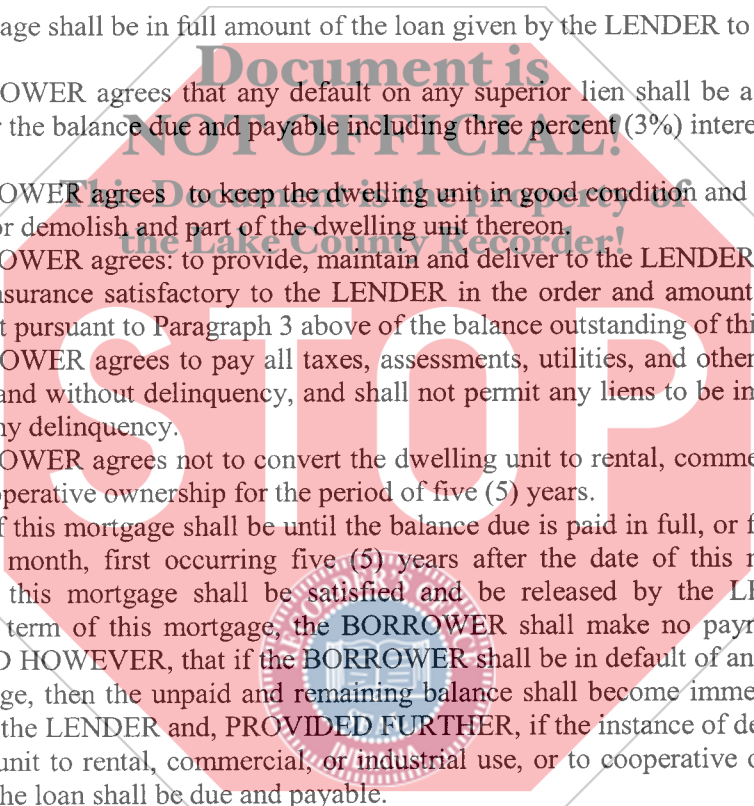 age shall be in full amount of the loan given by the LENDER to
Document is
OWER agrees that any default on any superior lien shall be a
the balance due and payable including three percent (3%) intere
NOT OFFICIAL!
OWER agrees to keep the dwelling unit in good condition and
This Document is the property of
or demolish and part of the dwelling unit thereon.
the Lake County Recorder!
OWER agrees: to provide, maintain and deliver to the LENDER
nsurance satisfactory to the LENDER in the order and amount
t pursuant to Paragraph 3 above of the balance outstanding of thi
OWER agrees to pay all taxes, assessments, utilities, and other
and without delinquency, and shall not permit any liens to be in
ny delinquency.
STOP
OWER agrees not to convert the dwelling unit to rental, comme
operative ownership for the period of five (5) years.
f this mortgage shall be until the balance due is paid in full, or f
month, first occurring five (5) years after the date of this
this mortgage shall be satisfied and be released by the LE
term of this mortgage, the BORROWER shall make no payr
D HOWEVER, that if the BORROWER shall be in default of an
ge, then the unpaid and remaining balance shall become imme
the LENDER and, PROVIDED FURTHER, if the instance of de
unit to rental, commercial, or industrial use, or to cooperative o
he loan shall be due and payable.
RECORDER'S OFFICE
INDIANA